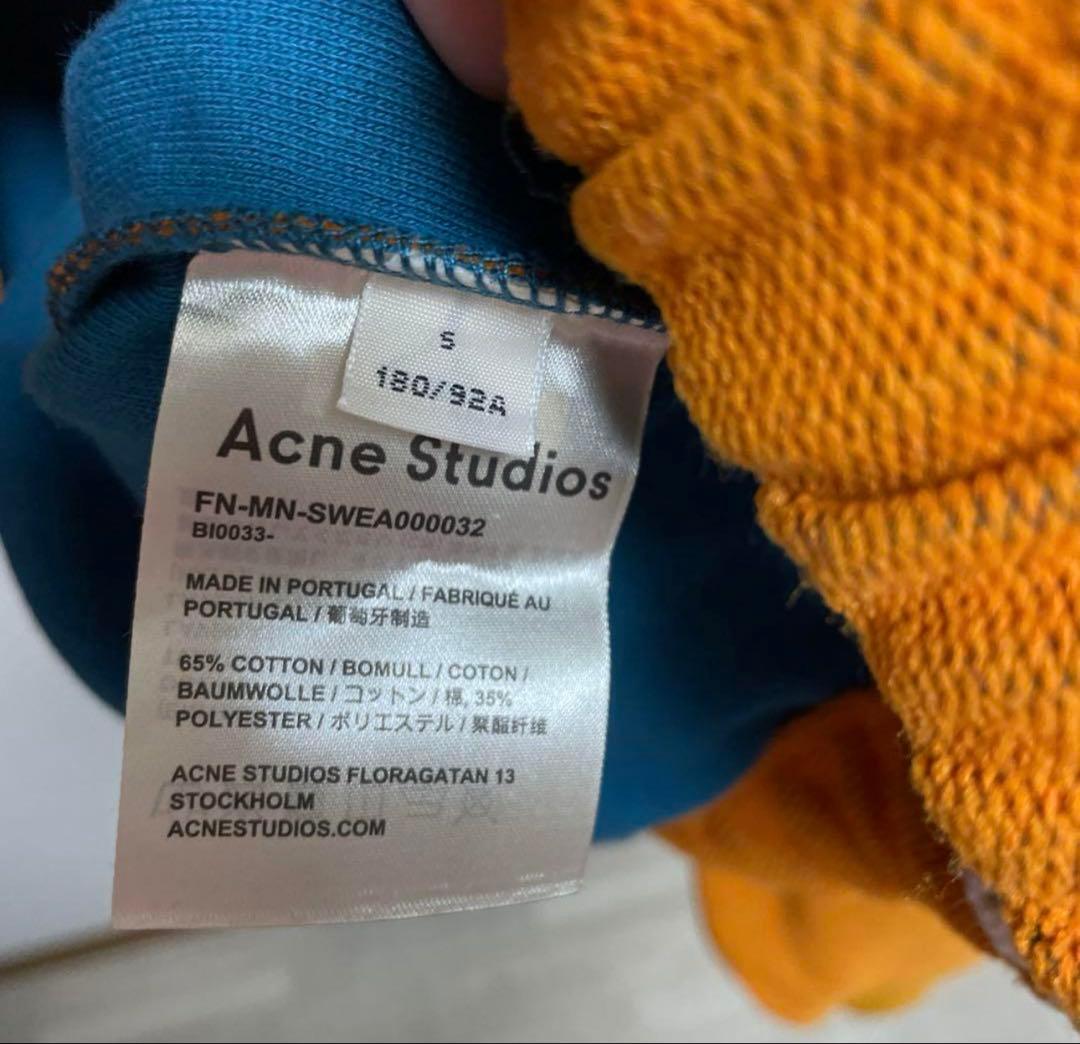 S
180/92A
Acne Studios
FN-MN-SWEA000032
BI0033-
MADE IN PORTUGAL / FABRIQUÉ AU
PORTUGAL / 葡萄牙制造
65% COTTON / BOMULL / COTON /
BAUMWOLLE / コットン / 棉, 35%
POLYESTER / ポリエステル / 聚酯纤维
ACNE STUDIOS FLORAGATAN 13
STOCKHOLM
ACNESTUDIOS.COM